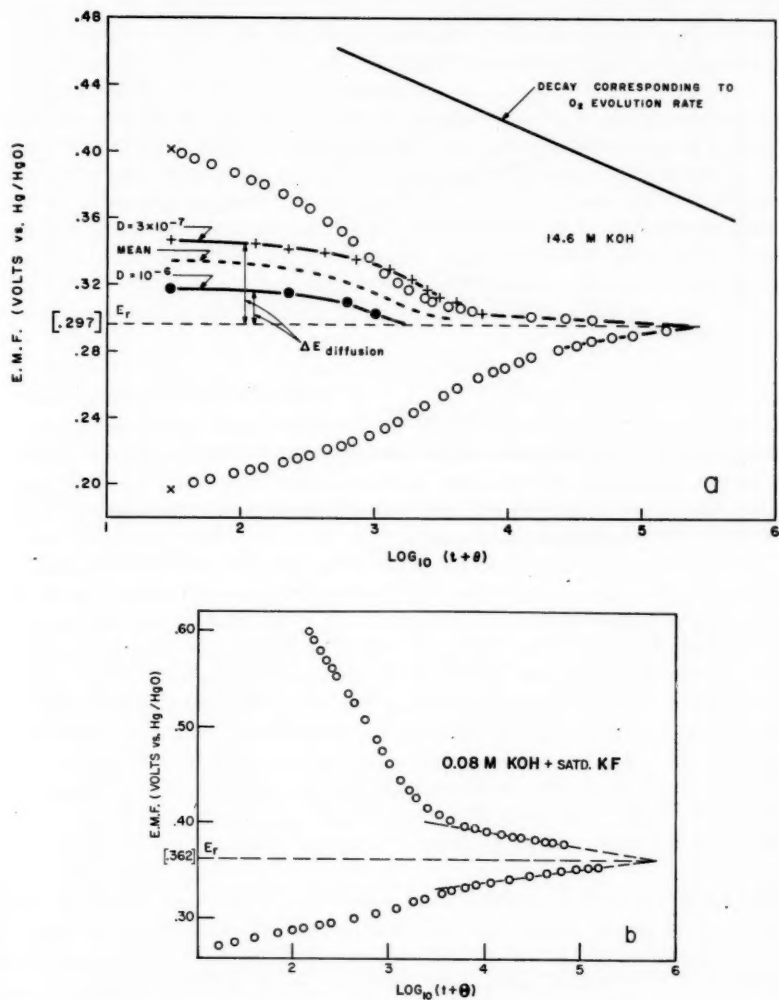 .48
.44
.40
.36
.32
[.297]
.28
.24
.20
E.M.F. (VOLTS vs. Hg/HgO)
DECAY CORRESPONDING TO
O₂ EVOLUTION RATE
14.6 M KOH
D=3×10⁻⁷
MEAN
D=10⁻⁶
E_r
ΔE diffusion
a
1 2 3 4 5 6
LOG₁₀ (t+θ)
.60
.50
.40
[.362]
.30
E.M.F. (VOLTS vs. Hg/HgO)
0.08 M KOH + SATD. KF
E_r
b
2 3 4 5 6
LOG₁₀(t+θ)